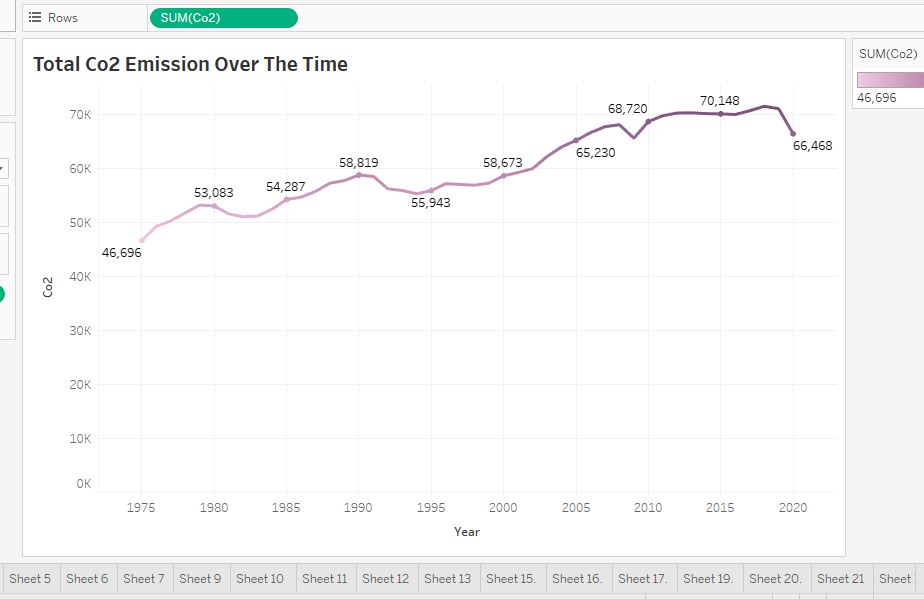 Rows
SUM(Co2)
Total Co2 Emission Over The Time
SUM(Co2)
46,696
70K
60K
50K
40K
30K
20K
10K
0K
Co2
46,696
53,083
54,287
58,819
55,943
58,673
65,230
68,720
70,148
66,468
1975 1980 1985 1990 1995 2000 2005 2010 2015 2020
Year
Sheet 5 Sheet 6 Sheet 7 Sheet 9 Sheet 10 Sheet 11 Sheet 12 Sheet 13 Sheet 15. Sheet 16. Sheet 17. Sheet 19. Sheet 20. Sheet 21 Sheet